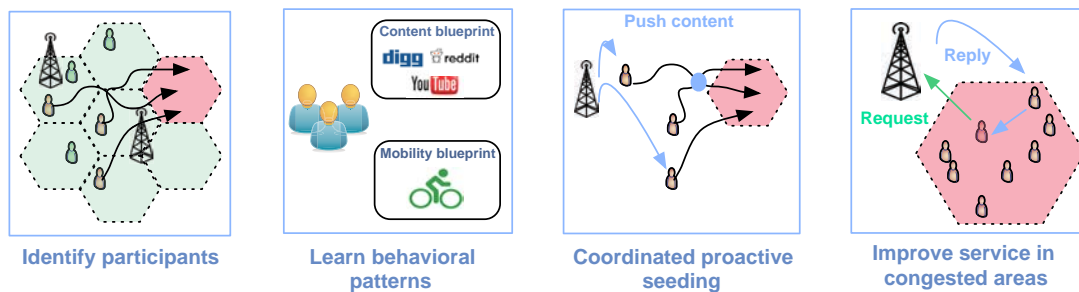 Content blueprint
digg reddit
YouTube
Mobility blueprint
Push content
Reply
Request
Identify participants
Learn behavioral
patterns
Coordinated proactive
seeding
Improve service in
congested areas